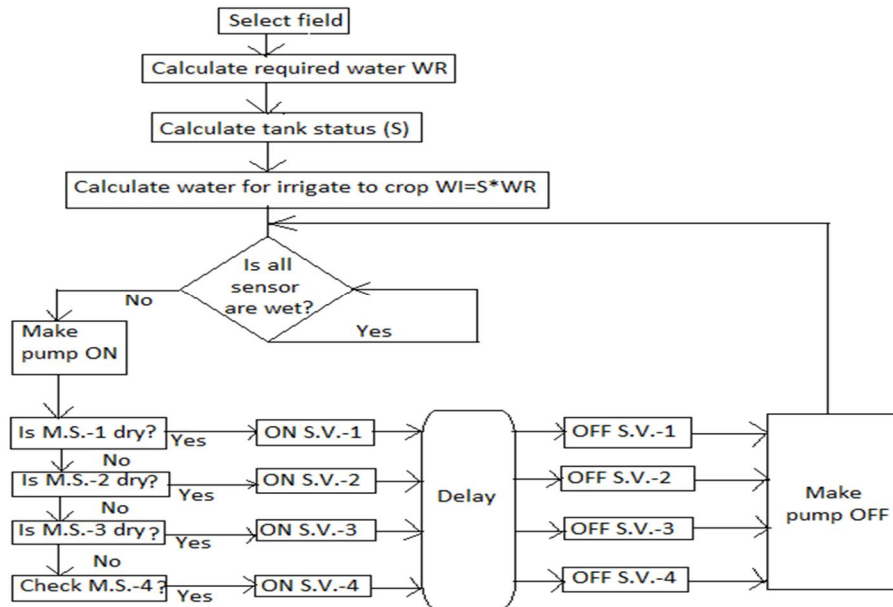 Select field
Calculate required water WR
Calculate tank status (S)
Calculate water for irrigate to crop WI=S*WR
Is all
sensor
are wet?
No
Yes
Make
pump ON
Is M.S.-1 dry?
Yes
ON S.V.-1
OFF S.V.-1
No
Is M.S.-2 dry?
Yes
ON S.V.-2
OFF S.V.-2
No
Is M.S.-3 dry?
Yes
ON S.V.-3
OFF S.V.-3
No
Check M.S.-4?
Yes
ON S.V.-4
OFF S.V.-4
Delay
Make
pump OFF